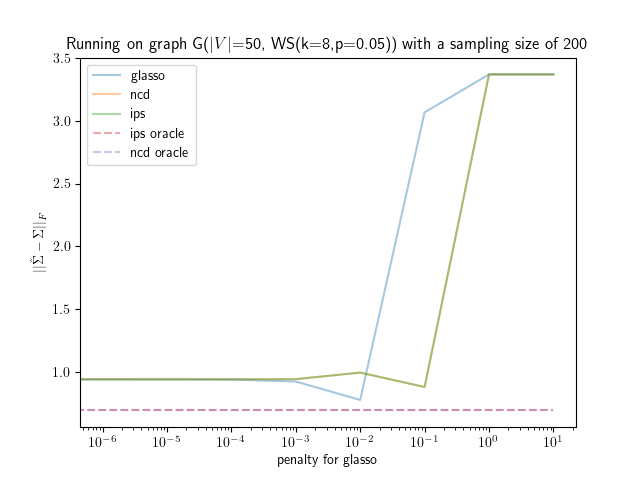 Running on graph G(|V|=50, WS(k=8,p=0.05)) with a sampling size of 200
3.5
3.0
2.5
2.0
1.5
1.0
||Σ̂ − Σ||_F
glasso
ncd
ips
ips oracle
ncd oracle
10⁻⁶ 10⁻⁵ 10⁻⁴ 10⁻³ 10⁻² 10⁻¹ 10⁰ 10¹
penalty for glasso